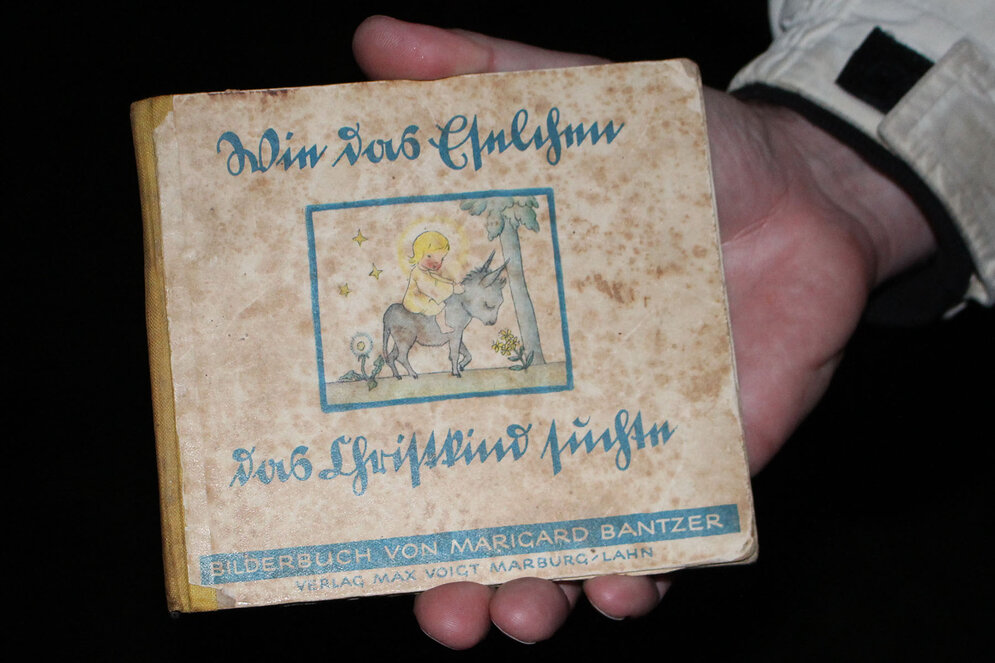 Wie das Eselchen
das Christkind suchte
BILDERBUCH VON MARIGARD BANTZER
VERLAG MAX VOIGT MARBURG-LAHN